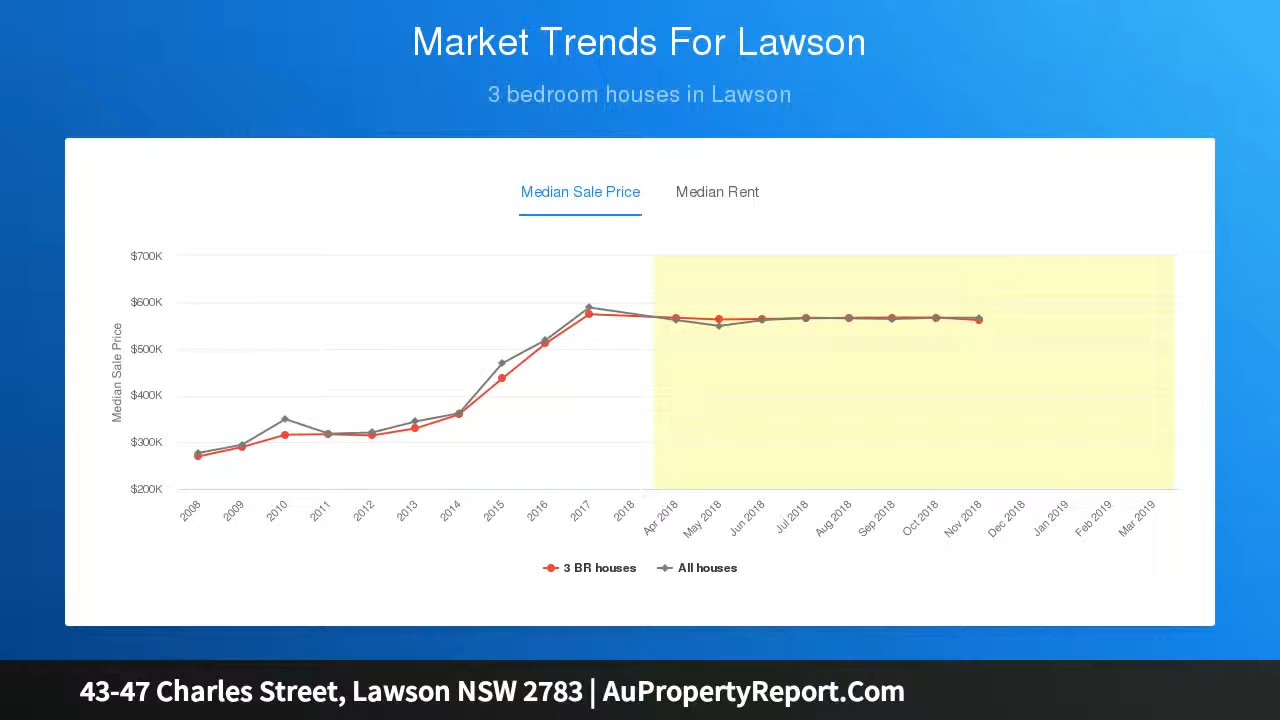 Market Trends For Lawson
3 bedroom houses in Lawson
Median Sale Price Median Rent
$700K
$600K
$500K
$400K
$300K
$200K
Median Sale Price
2008 2009 2010 2011 2012 2013 2014 2015 2016 2017 2018 Apr 2018 May 2018 Jun 2018 Jul 2018 Aug 2018 Sep 2018 Oct 2018 Nov 2018 Dec 2018 Jan 2019 Feb 2019 Mar 2019
3 BR houses All houses
43-47 Charles Street, Lawson NSW 2783 | AuPropertyReport.Com